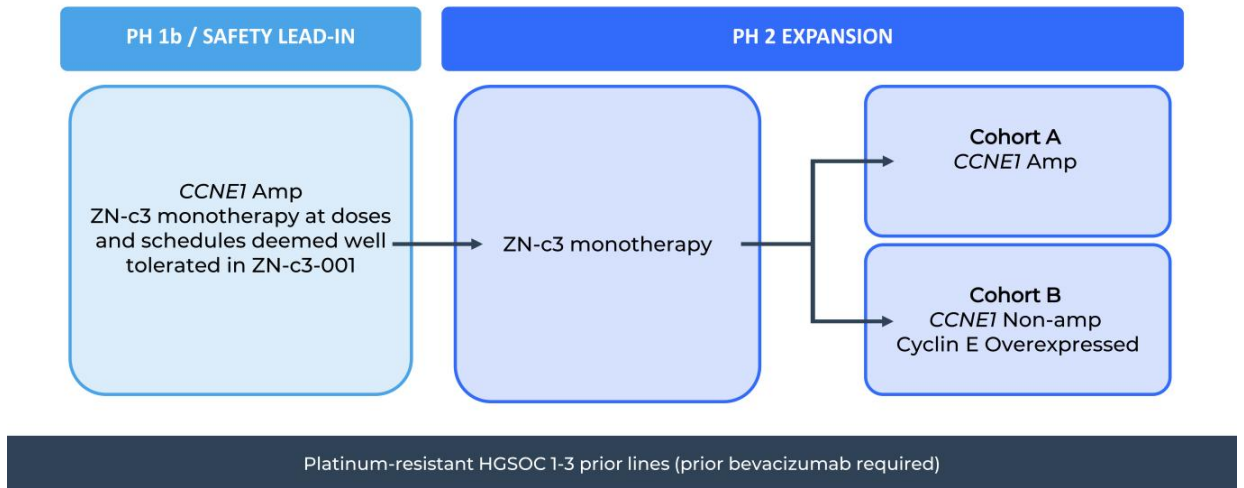 PH 1b / SAFETY LEAD-IN
PH 2 EXPANSION
CCNE1 Amp
ZN-c3 monotherapy at doses
and schedules deemed well
tolerated in ZN-c3-001
ZN-c3 monotherapy
Cohort A
CCNE1 Amp
Cohort B
CCNE1 Non-amp
Cyclin E Overexpressed
Platinum-resistant HGSOC 1-3 prior lines (prior bevacizumab required)